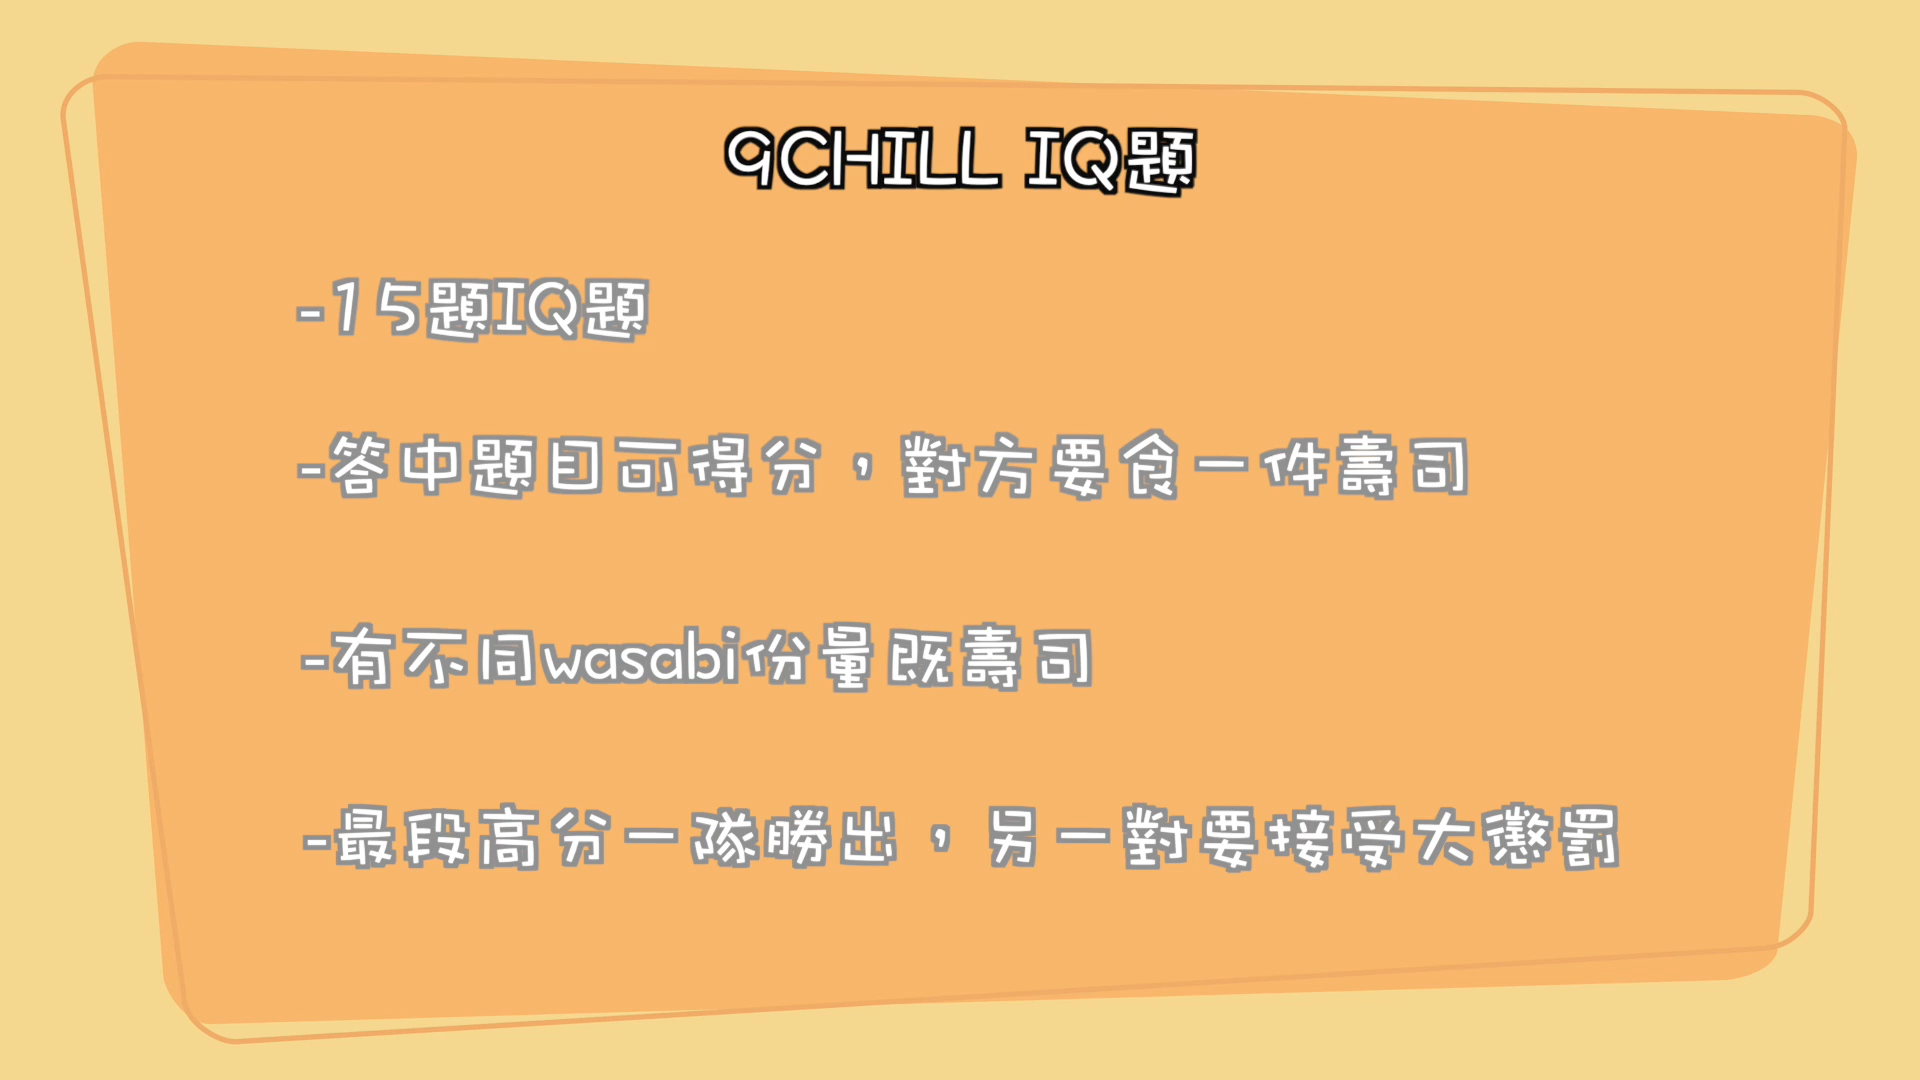 9CHILL IQ題
-15題IQ題
-答中題目可得分，對方要食一件壽司
-有不同wasabi份量既壽司
-最段高分一隊勝出，另一對要接受大懲罰